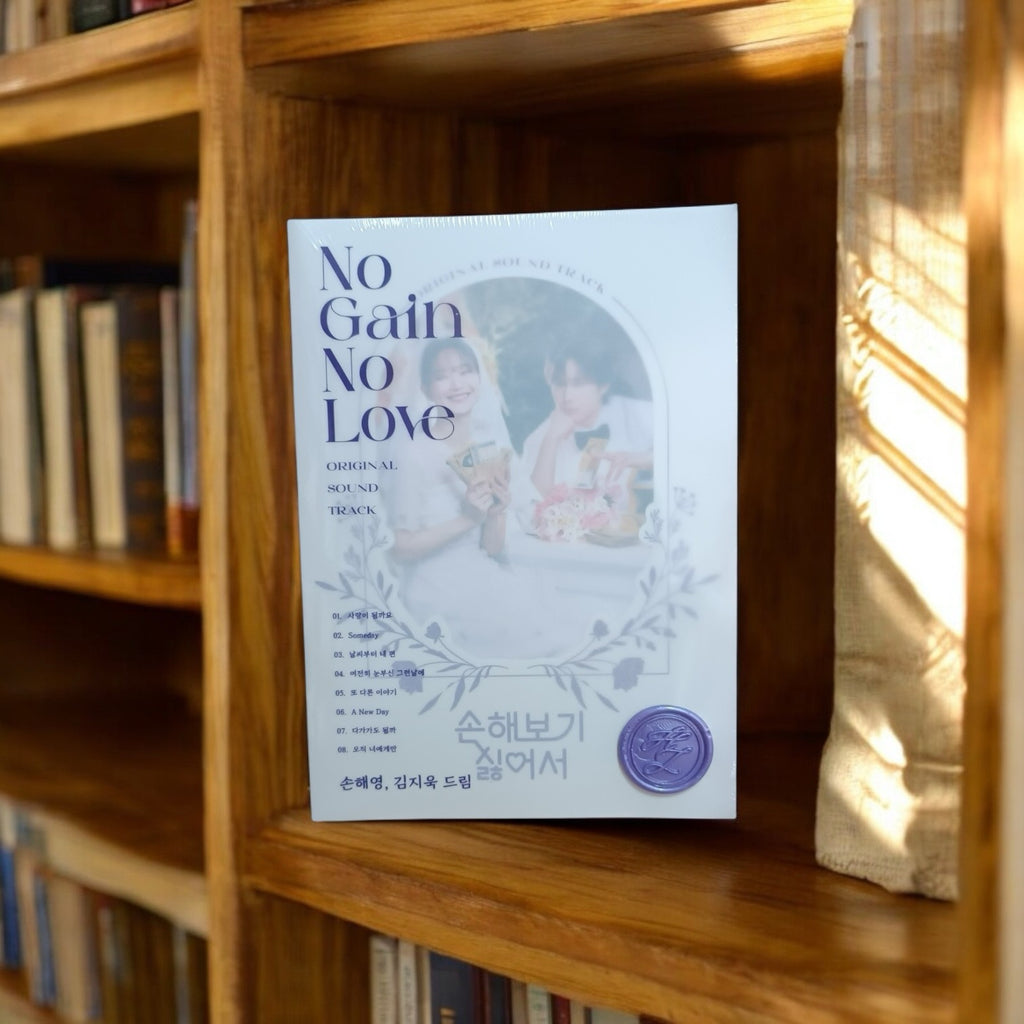 No
Gain
No
Love
ORIGINAL SOUND TRACK
ORIGINAL
SOUND
TRACK
01. 사랑이 될까요
02. Someday
03. 날씨부터 네 편
04. 여전히 눈부신 그런날에
05. 또 다른 이야기
06. A New Day
07. 다가가도 될까
08. 오직 너에게만
손해보기
싫어서
손해영, 김지욱 드림